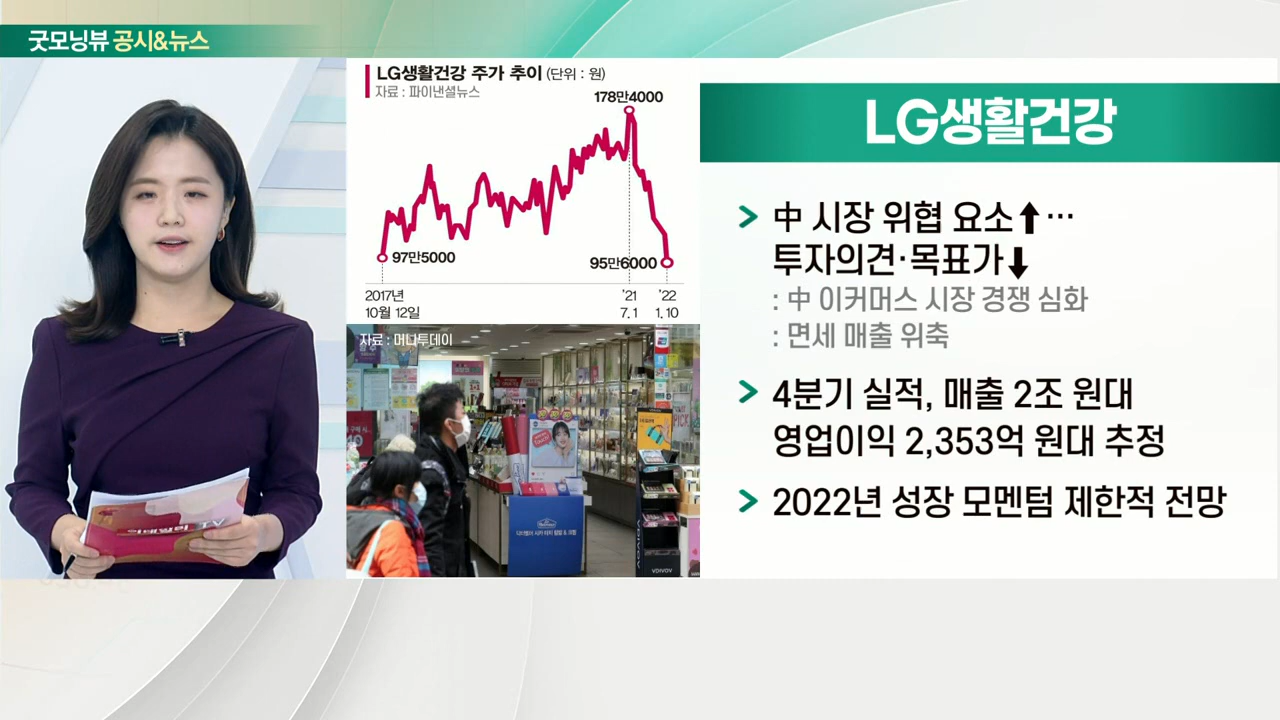 굿모닝뷰 공시&뉴스
LG생활건강 주가 추이 (단위 : 원)
자료 : 파이낸셜뉴스
178만4000
97만5000
95만6000
2017년
10월 12일
'21
7. 1
'22
1. 10
자료 : 머니투데이
LG생활건강
> 中 시장 위협 요소⬆…
투자의견·목표가⬇
: 中 이커머스 시장 경쟁 심화
: 면세 매출 위축
> 4분기 실적, 매출 2조 원대
영업이익 2,353억 원대 추정
> 2022년 성장 모멘텀 제한적 전망
VDIVOV